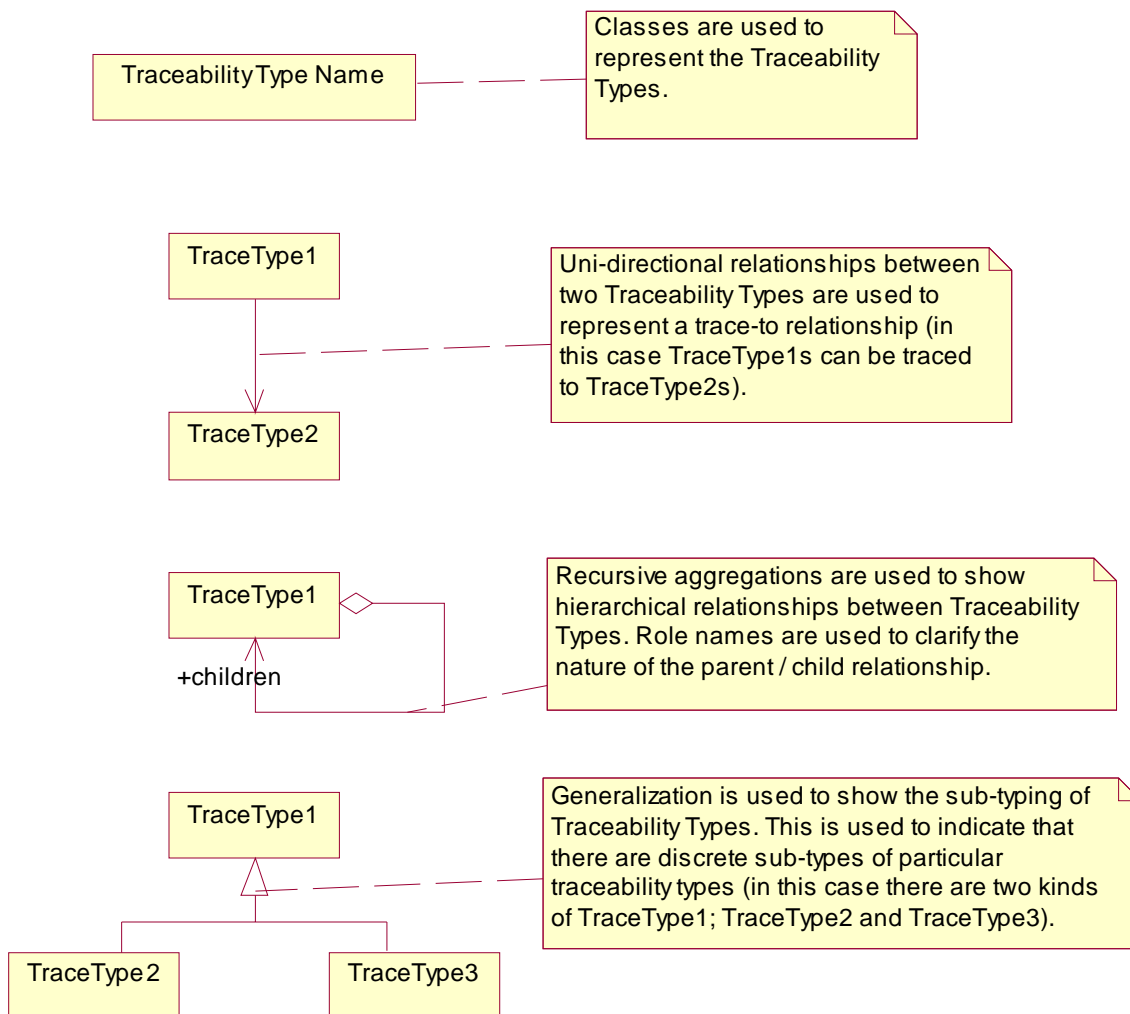 TraceabilityType Name
Classes are used to
represent the Traceability
Types.
TraceType1
Uni-directional relationships between
two Traceability Types are used to
represent a trace-to relationship (in
this case TraceType1s can be traced
to TraceType2s).
TraceType2
TraceType1
+children
Recursive aggregations are used to show
hierarchical relationships between Traceability
Types. Role names are used to clarify the
nature of the parent / child relationship.
TraceType1
Generalization is used to show the sub-typing of
Traceability Types. This is used to indicate that
there are discrete sub-types of particular
traceability types (in this case there are two kinds
of TraceType1; TraceType2 and TraceType3).
TraceType2
TraceType3